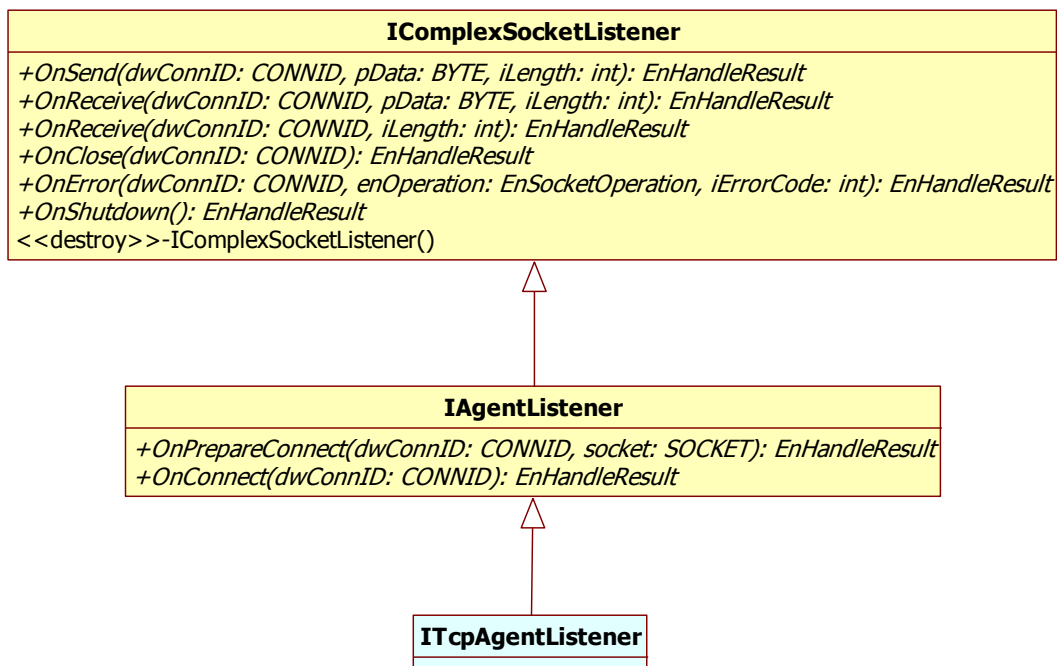 IComplexSocketListener
+OnSend(dwConnID: CONNID, pData: BYTE, iLength: int): EnHandleResult
+OnReceive(dwConnID: CONNID, pData: BYTE, iLength: int): EnHandleResult
+OnReceive(dwConnID: CONNID, iLength: int): EnHandleResult
+OnClose(dwConnID: CONNID): EnHandleResult
+OnError(dwConnID: CONNID, enOperation: EnSocketOperation, iErrorCode: int): EnHandleResult
+OnShutdown(): EnHandleResult
<<destroy>>-IComplexSocketListener()
IAgentListener
+OnPrepareConnect(dwConnID: CONNID, socket: SOCKET): EnHandleResult
+OnConnect(dwConnID: CONNID): EnHandleResult
ITcpAgentListener